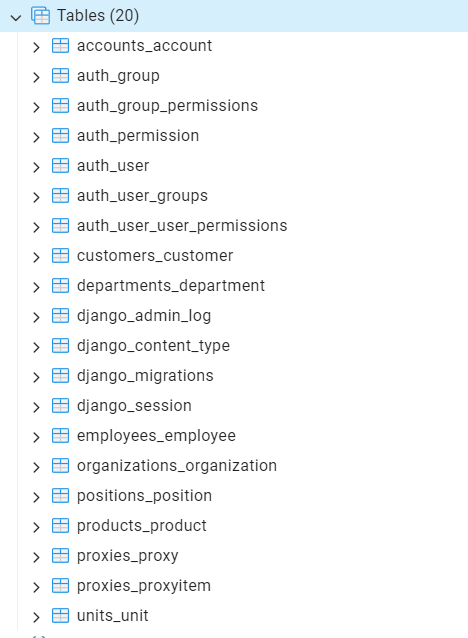 Tables (20)
accounts_account
auth_group
auth_group_permissions
auth_permission
auth_user
auth_user_groups
auth_user_user_permissions
customers_customer
departments_department
django_admin_log
django_content_type
django_migrations
django_session
employees_employee
organizations_organization
positions_position
products_product
proxies_proxy
proxies_proxyitem
units_unit